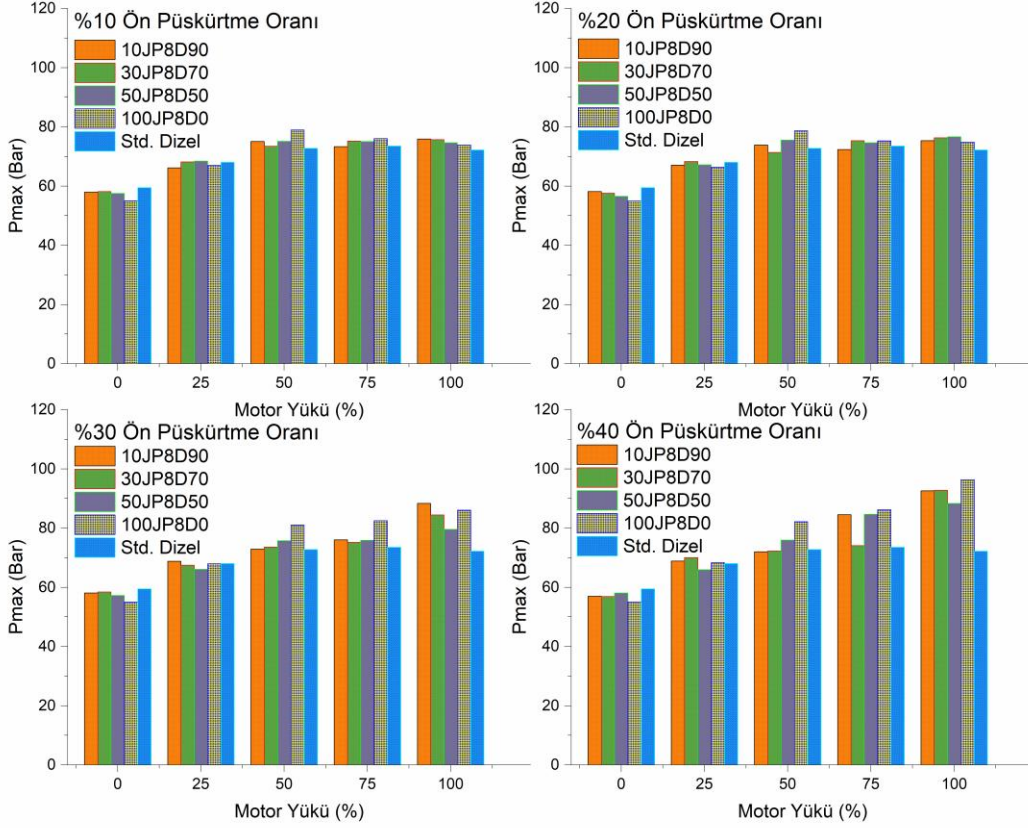 %10 Ön Püskürtme Oranı
10JP8D90
30JP8D70
50JP8D50
100JP8D0
Std. Dizel
Pmax (Bar)
120
100
80
60
40
20
0
0 25 50 75 100
Motor Yükü (%)
%20 Ön Püskürtme Oranı
10JP8D90
30JP8D70
50JP8D50
100JP8D0
Std. Dizel
Pmax (Bar)
120
100
80
60
40
20
0
0 25 50 75 100
Motor Yükü (%)
%30 Ön Püskürtme Oranı
10JP8D90
30JP8D70
50JP8D50
100JP8D0
Std. Dizel
Pmax (Bar)
120
100
80
60
40
20
0
0 25 50 75 100
Motor Yükü (%)
%40 Ön Püskürtme Oranı
10JP8D90
30JP8D70
50JP8D50
100JP8D0
Std. Dizel
Pmax (Bar)
120
100
80
60
40
20
0
0 25 50 75 100
Motor Yükü (%)